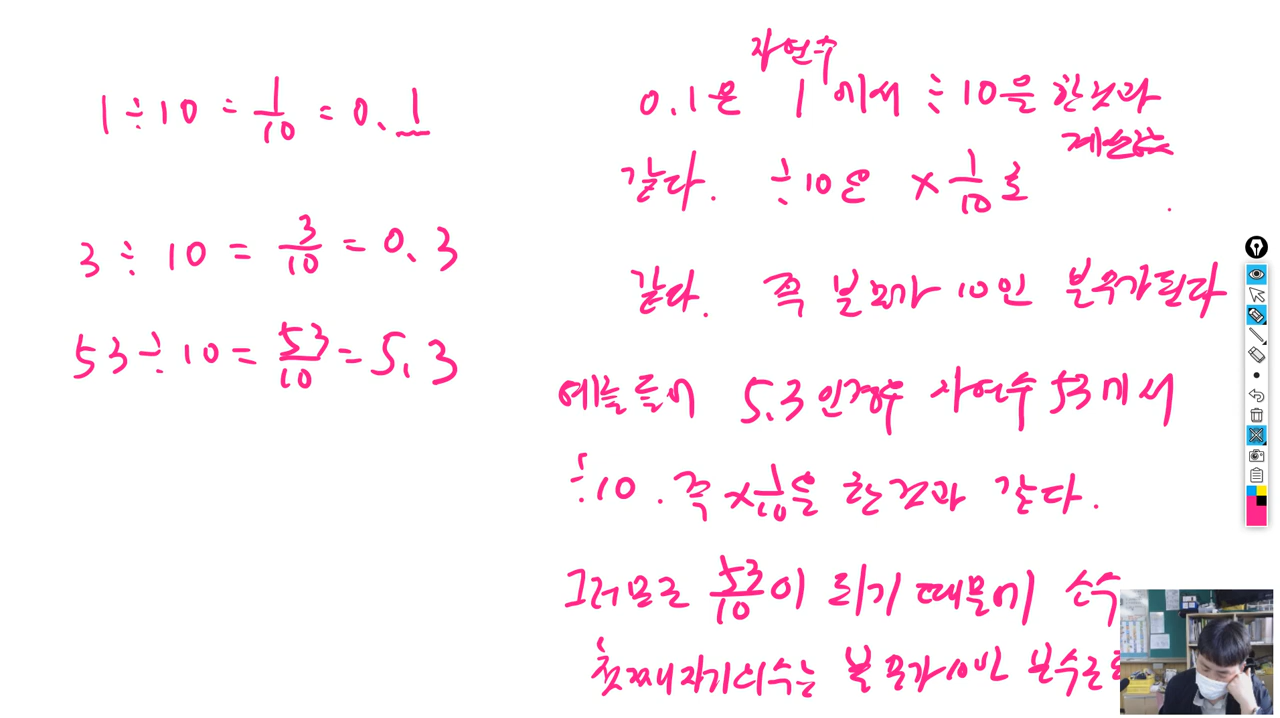 1÷10 = 1/10 = 0.1
3 ÷ 10 = 3/10 = 0.3
53÷10 = 53/10 = 5.3
자연수
0.1은 1에서 ÷10을 한것과
같다. ÷10은 × 1/10로
같다. 즉 분모가 10인 분수가된다
예를들어 5.3인경우 자연수 53에서
÷10. 즉 × 1/10을 한 것과 같다.
그러므로 53/10이 되기 때문에 소수
첫째자리의수는 분모가10인 분수로